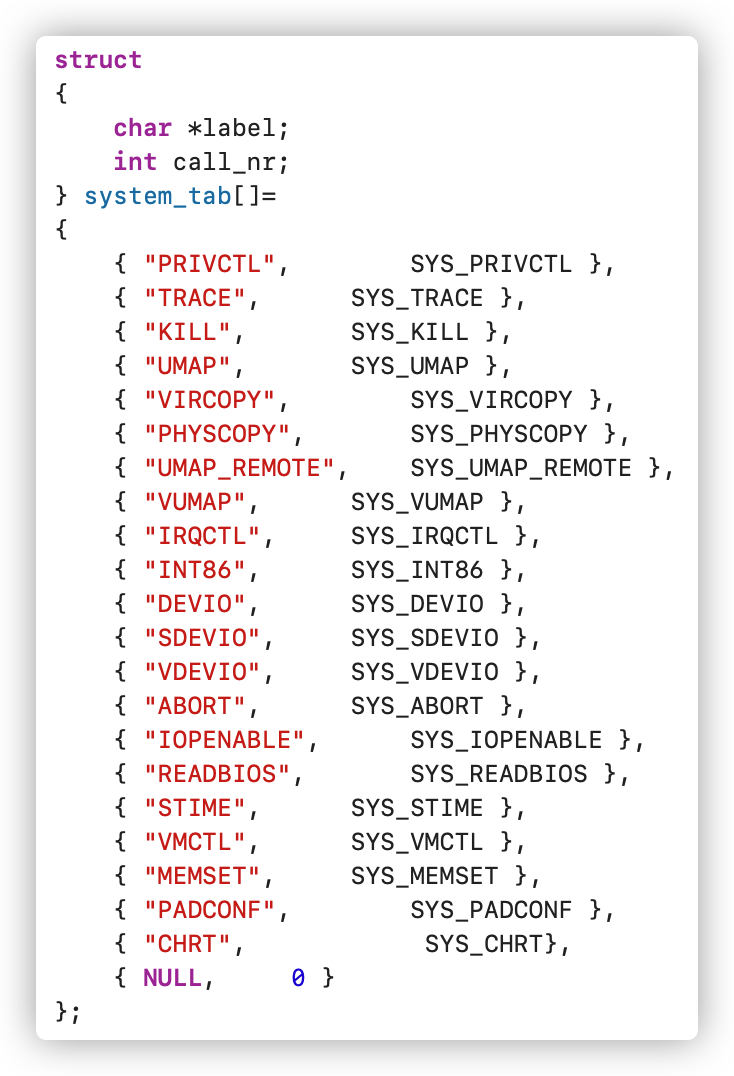 struct
{
    char *label;
    int call_nr;
} system_tab[]=
{
    { "PRIVCTL",        SYS_PRIVCTL },
    { "TRACE",      SYS_TRACE },
    { "KILL",       SYS_KILL },
    { "UMAP",       SYS_UMAP },
    { "VIRCOPY",        SYS_VIRCOPY },
    { "PHYSCOPY",       SYS_PHYSCOPY },
    { "UMAP_REMOTE",    SYS_UMAP_REMOTE },
    { "VUMAP",      SYS_VUMAP },
    { "IRQCTL",     SYS_IRQCTL },
    { "INT86",      SYS_INT86 },
    { "DEVIO",      SYS_DEVIO },
    { "SDEVIO",     SYS_SDEVIO },
    { "VDEVIO",     SYS_VDEVIO },
    { "ABORT",      SYS_ABORT },
    { "IOPENABLE",      SYS_IOPENABLE },
    { "READBIOS",       SYS_READBIOS },
    { "STIME",      SYS_STIME },
    { "VMCTL",      SYS_VMCTL },
    { "MEMSET",     SYS_MEMSET },
    { "PADCONF",        SYS_PADCONF },
    { "CHRT",            SYS_CHRT},
    { NULL,     0 }
};